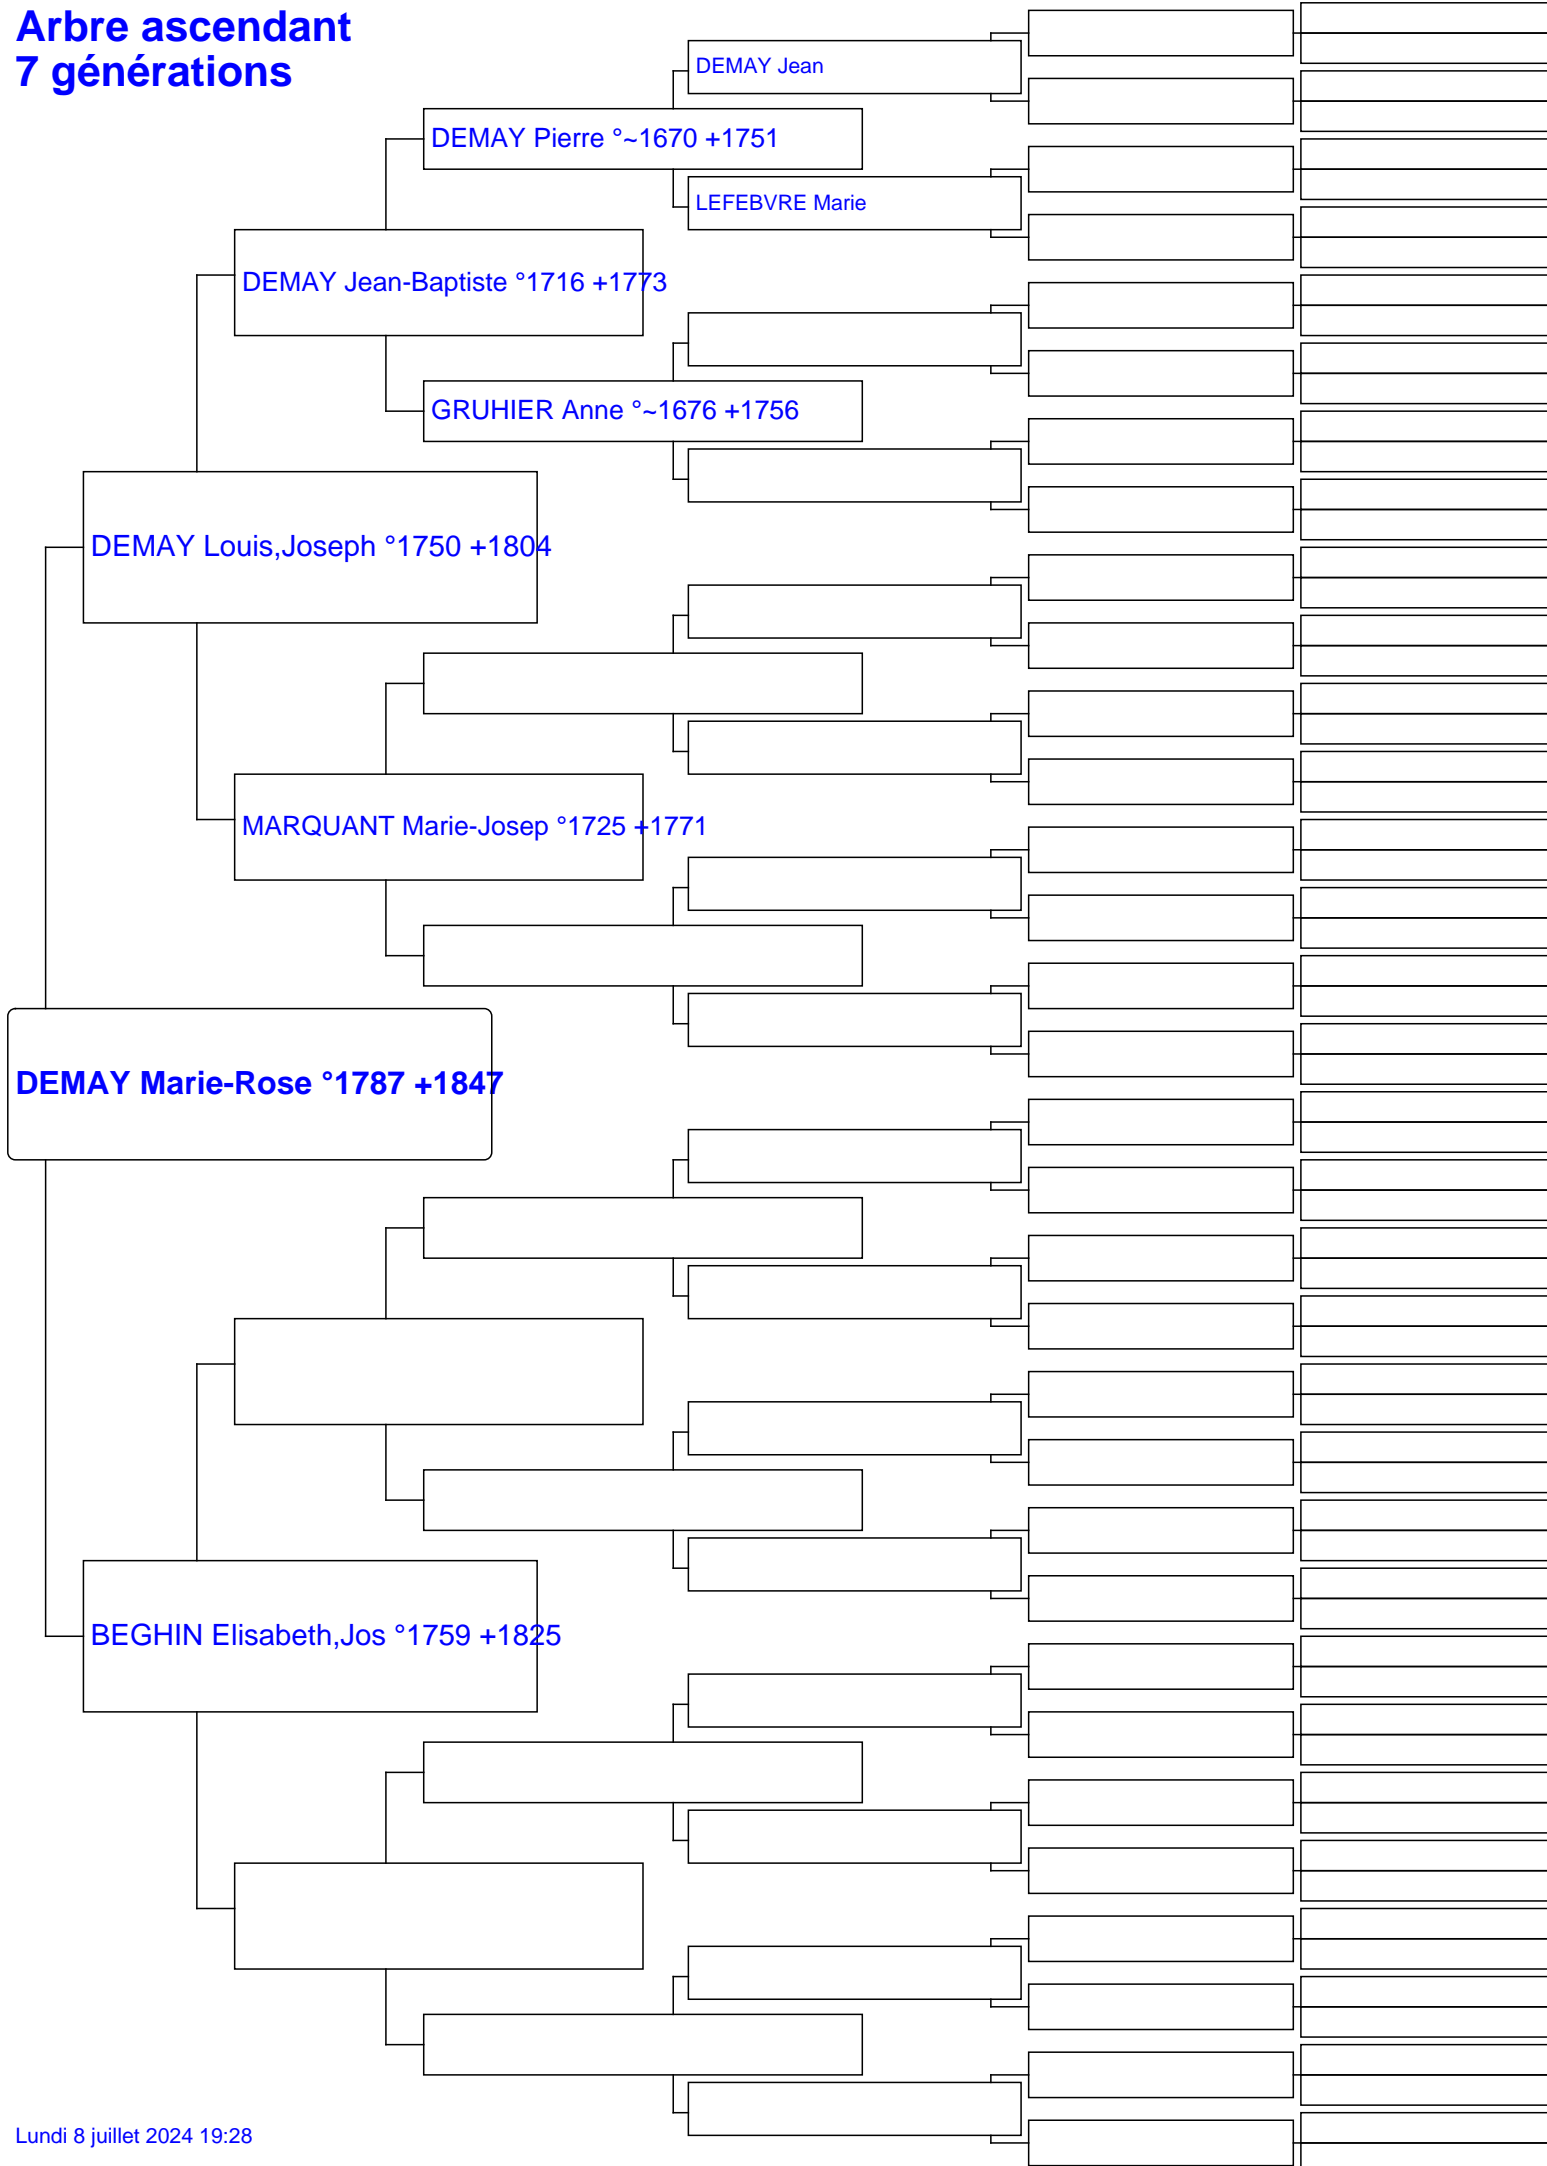 Arbre ascendant
7 générations
DEMAY Jean
DEMAY Pierre °~1670 +1751
LEFEBVRE Marie
DEMAY Jean-Baptiste °1716 +1773
GRUHIER Anne °~1676 +1756
DEMAY Louis,Joseph °1750 +1804
MARQUANT Marie-Josep °1725 +1771
DEMAY Marie-Rose °1787 +1847
BEGHIN Elisabeth,Jos °1759 +1825
Lundi 8 juillet 2024 19:28